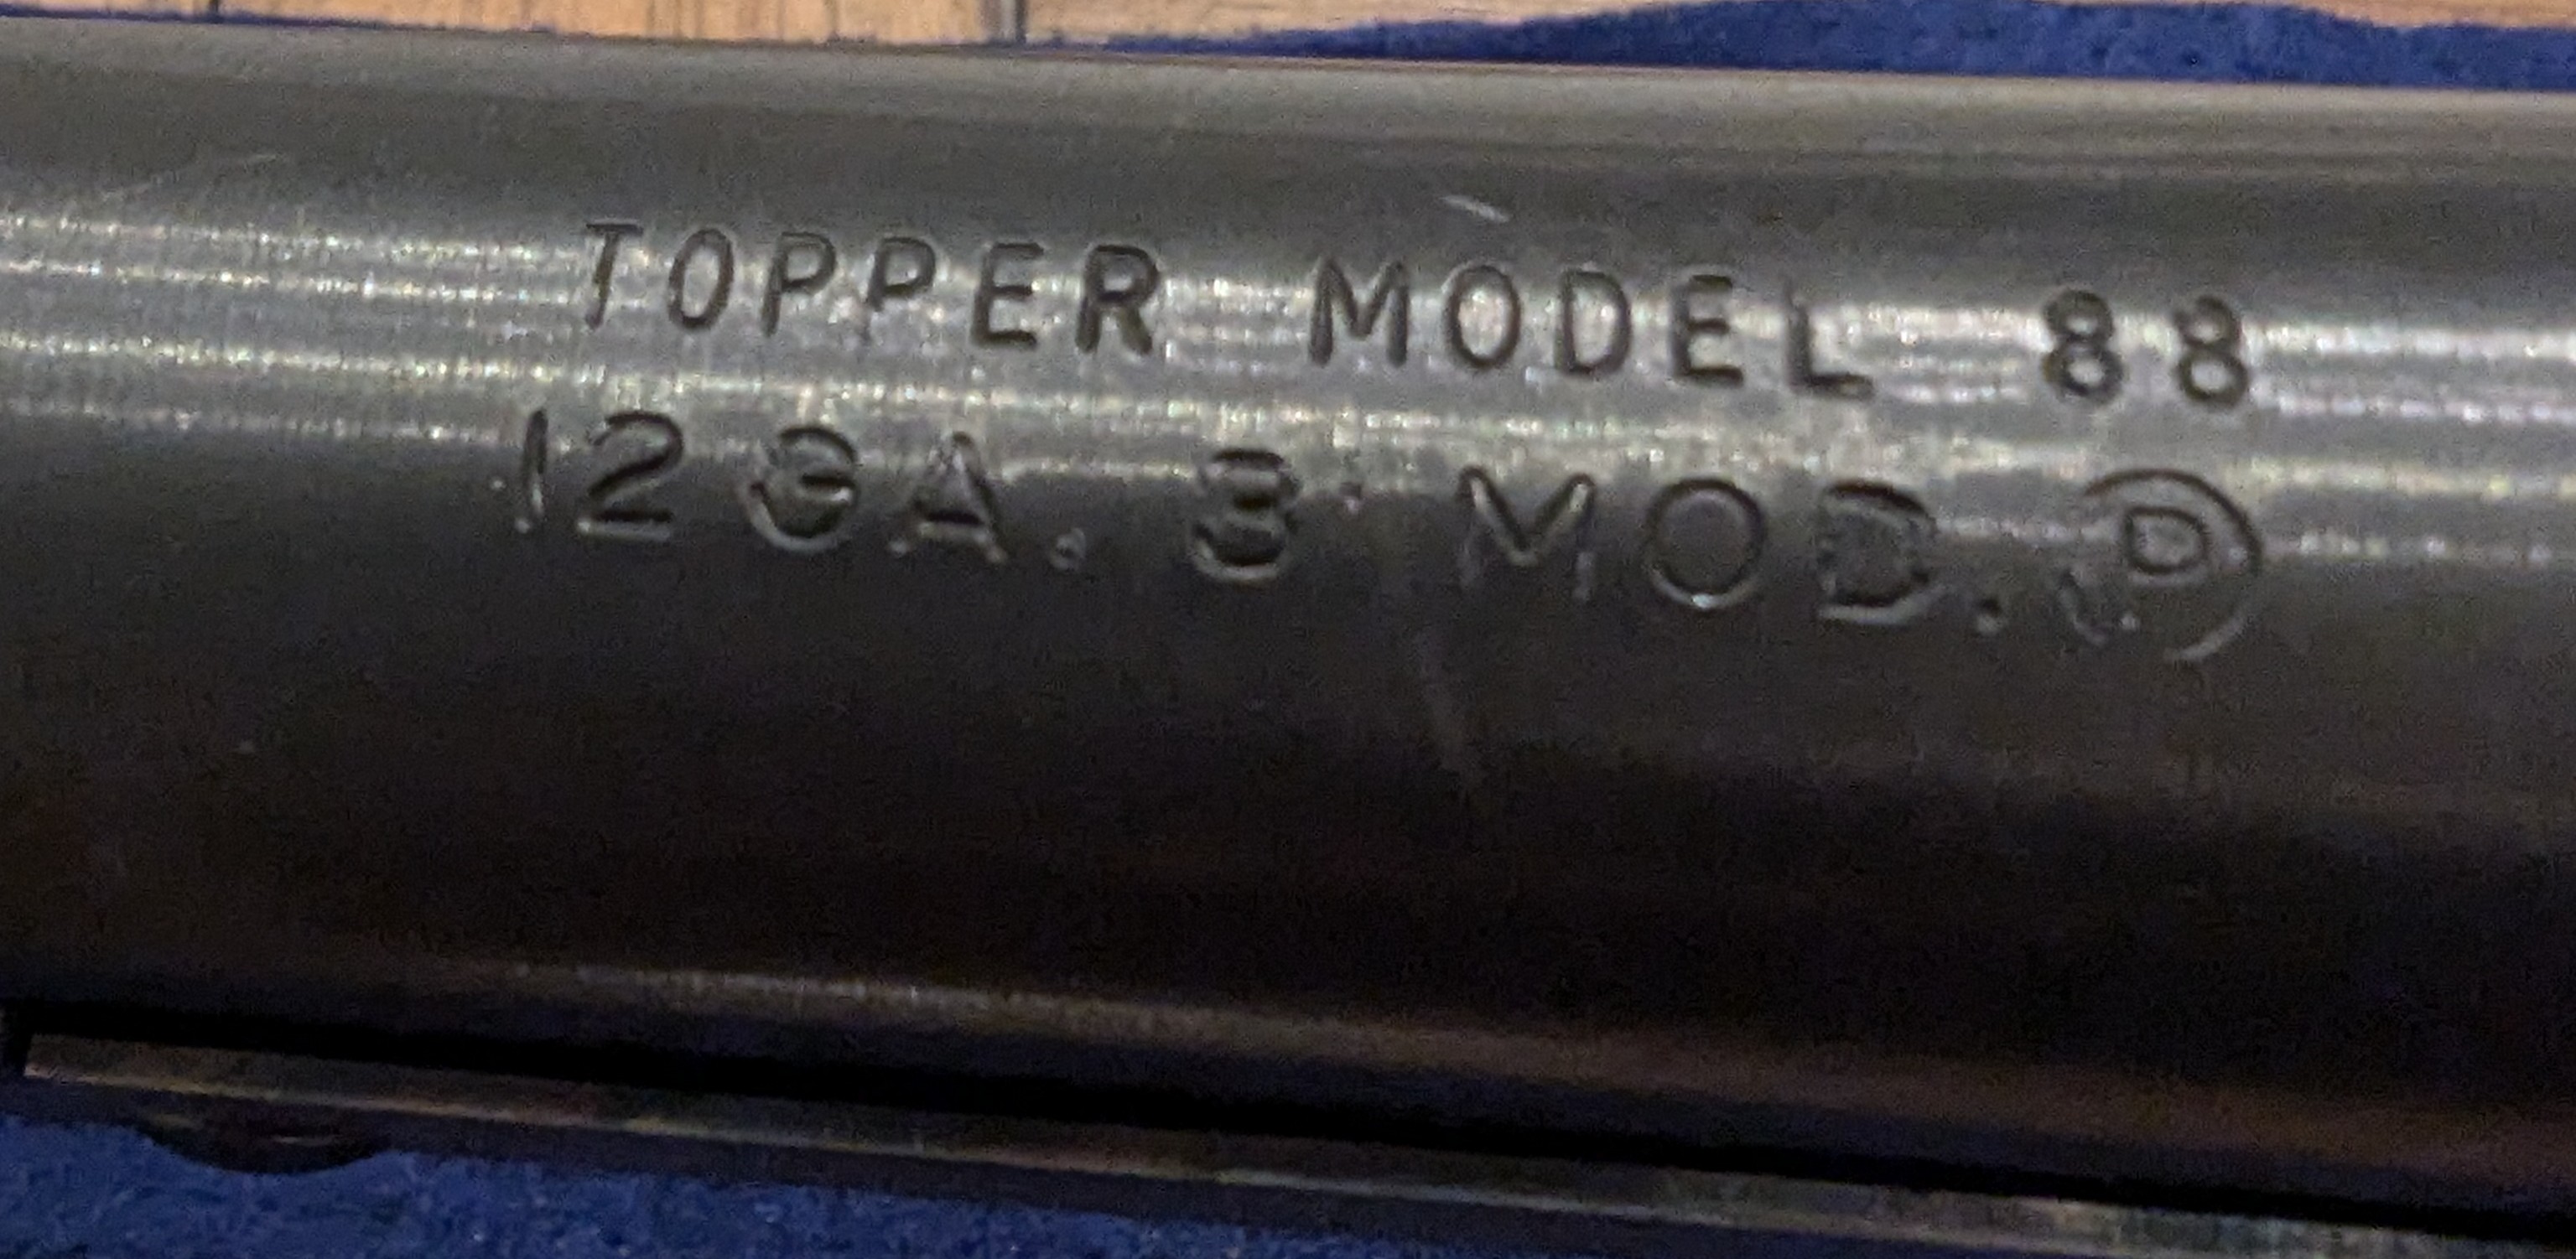 TOPPER MODEL 88
12 GA. 3" MOD. Ⓟ